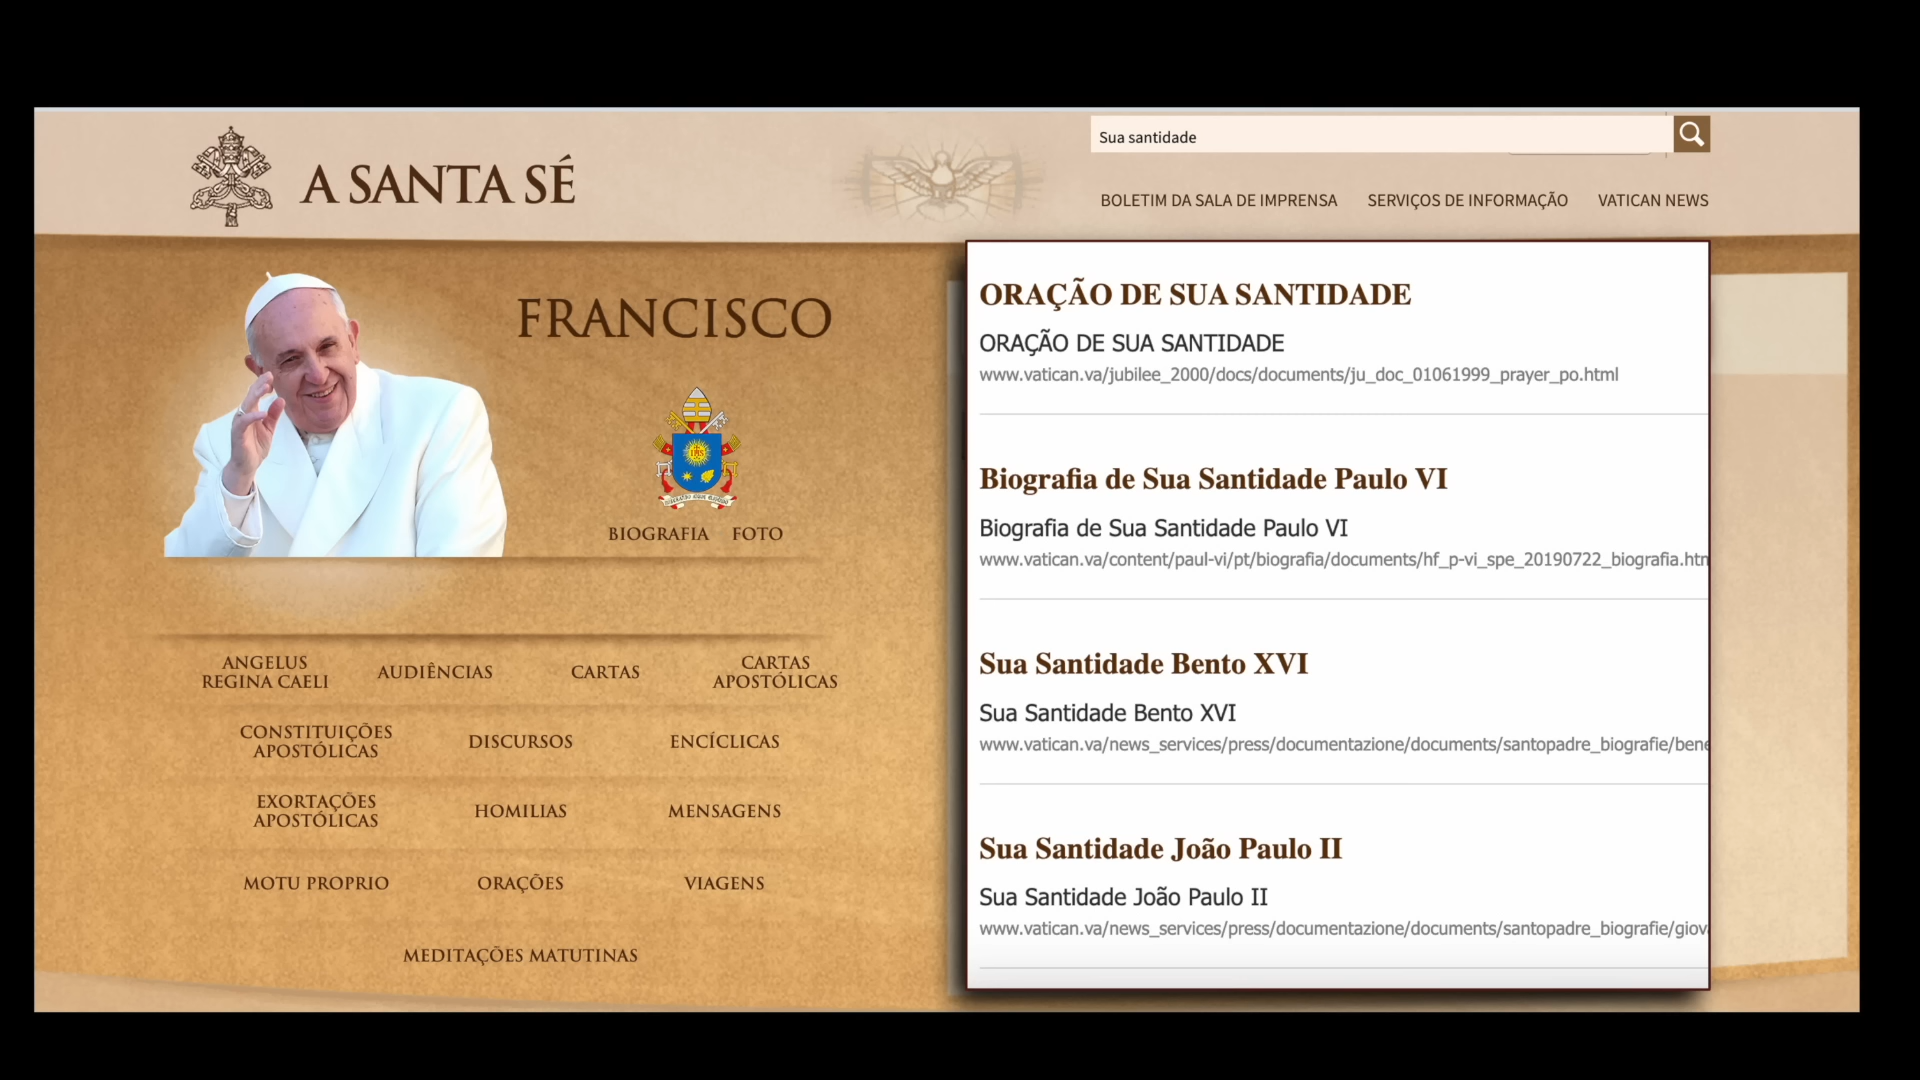 A SANTA SÉ
Sua santidade
BOLETIM DA SALA DE IMPRENSA SERVIÇOS DE INFORMAÇÃO VATICAN NEWS
FRANCISCO
BIOGRAFIA FOTO
ANGELUS
REGINA CAELI
AUDIÊNCIAS
CARTAS
CARTAS
APOSTÓLICAS
CONSTITUIÇÕES
APOSTÓLICAS
DISCURSOS
ENCÍCLICAS
EXORTAÇÕES
APOSTÓLICAS
HOMILIAS
MENSAGENS
MOTU PROPRIO
ORAÇÕES
VIAGENS
MEDITAÇÕES MATUTINAS
ORAÇÃO DE SUA SANTIDADE
ORAÇÃO DE SUA SANTIDADE
www.vatican.va/jubilee_2000/docs/documents/ju_doc_01061999_prayer_po.html
Biografia de Sua Santidade Paulo VI
Biografia de Sua Santidade Paulo VI
www.vatican.va/content/paul-vi/pt/biografia/documents/hf_p-vi_spe_20190722_biografia.htm
Sua Santidade Bento XVI
Sua Santidade Bento XVI
www.vatican.va/news_services/press/documentazione/documents/santopadre_biografie/bene
Sua Santidade João Paulo II
Sua Santidade João Paulo II
www.vatican.va/news_services/press/documentazione/documents/santopadre_biografie/giov